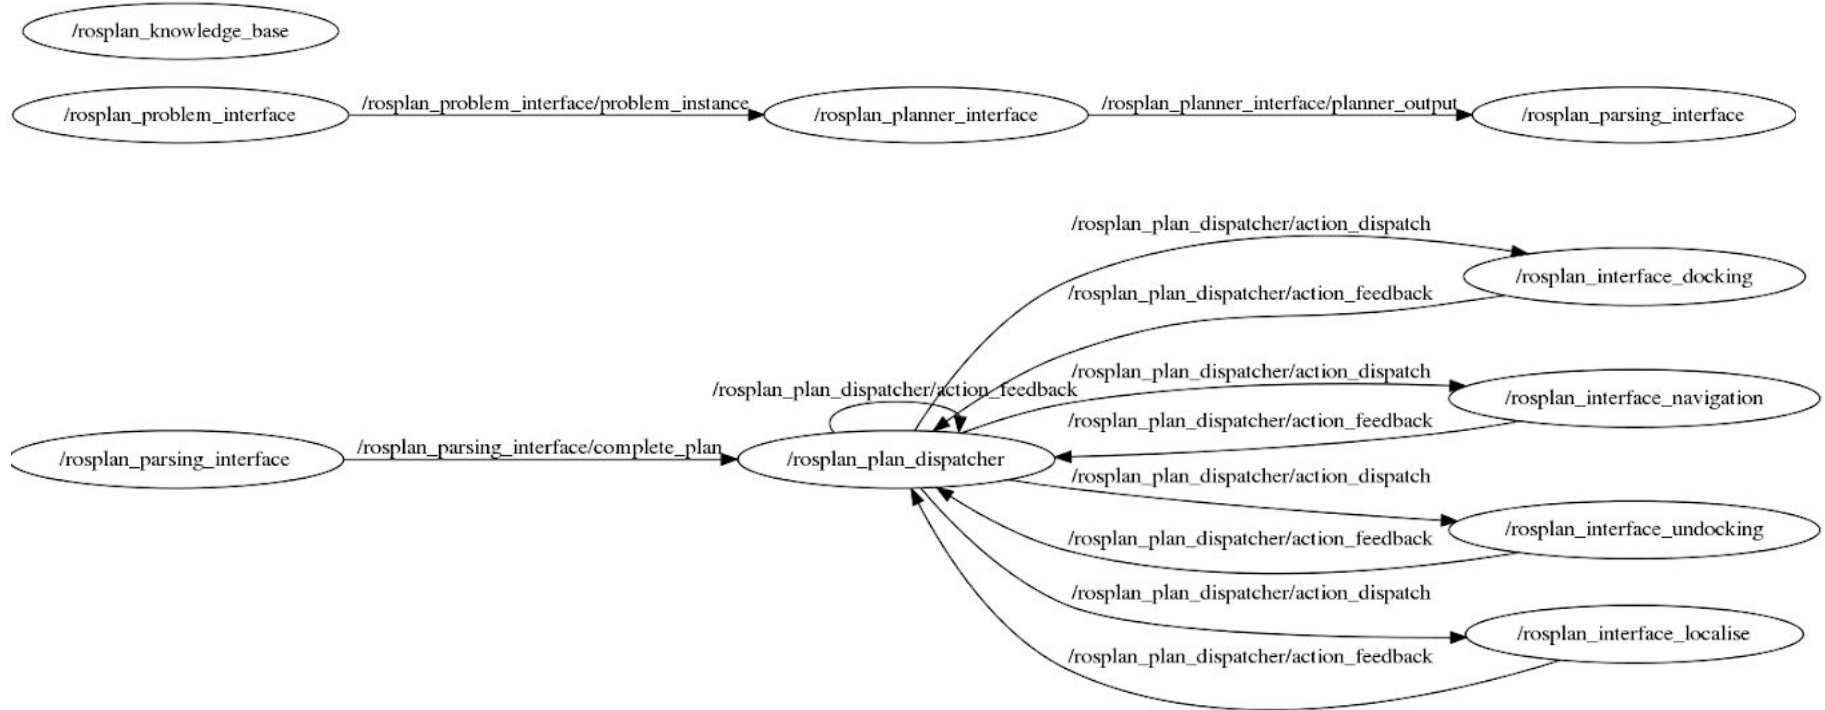 /rosplan_knowledge_base
/rosplan_problem_interface
/rosplan_problem_interface/problem_instance
/rosplan_planner_interface
/rosplan_planner_interface/planner_output
/rosplan_parsing_interface
/rosplan_plan_dispatcher/action_dispatch
/rosplan_interface_docking
/rosplan_plan_dispatcher/action_feedback
/rosplan_plan_dispatcher/action_dispatch
/rosplan_plan_dispatcher/action_feedback
/rosplan_interface_navigation
/rosplan_plan_dispatcher/action_feedback
/rosplan_parsing_interface
/rosplan_parsing_interface/complete_plan
/rosplan_plan_dispatcher
/rosplan_plan_dispatcher/action_dispatch
/rosplan_interface_undocking
/rosplan_plan_dispatcher/action_feedback
/rosplan_plan_dispatcher/action_dispatch
/rosplan_interface_localise
/rosplan_plan_dispatcher/action_feedback